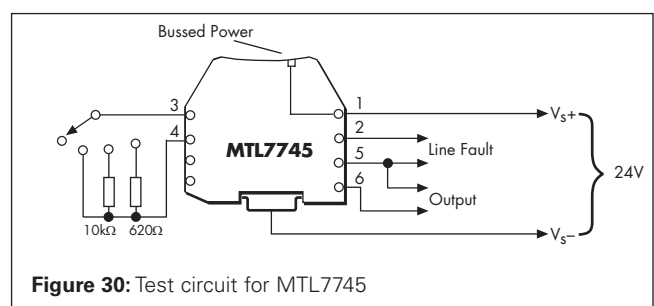 Bussed Power
3
4
MTL7745
1
2
5
6
Vs+
Line Fault
Output
24V
Vs–
10kΩ 620Ω
Figure 30: Test circuit for MTL7745